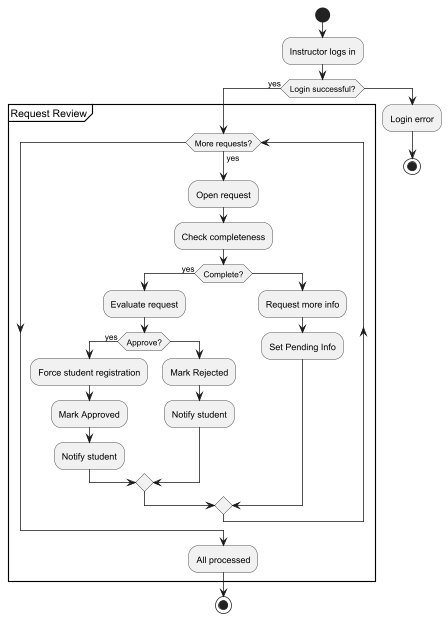 Instructor logs in
yes
Login successful?
Request Review
Login error
More requests?
yes
Open request
Check completeness
yes
Complete?
Evaluate request
Request more info
yes
Approve?
Set Pending Info
Force student registration
Mark Rejected
Mark Approved
Notify student
Notify student
All processed